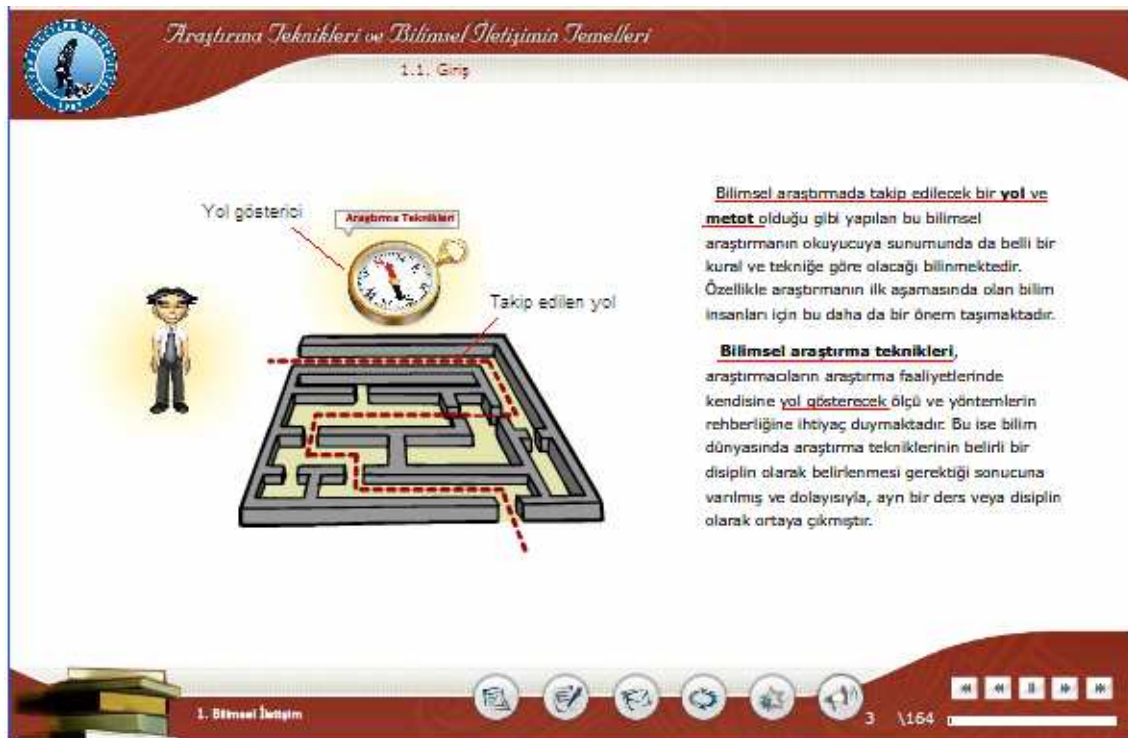 Araştırma Teknikleri ve Bilimsel İletişimin Temelleri
1.1. Giriş
Yol gösterici
Araştırma Teknikleri
Takip edilen yol
Bilimsel araştırmada takip edilecek bir yol ve
metot olduğu gibi yapılan bu bilimsel
araştırmanın okuyucuya sunumunda da belli bir
kural ve tekniğe göre olacağı bilinmektedir.
Özellikle araştırmanın ilk aşamasında olan bilim
insanları için bu daha da bir önem taşımaktadır.
Bilimsel araştırma teknikleri,
araştırmacıların araştırma faaliyetlerinde
kendisine yol gösterecek ölçü ve yöntemlerin
rehberliğine ihtiyaç duymaktadır. Bu ise bilim
dünyasında araştırma tekniklerinin belirli bir
disiplin olarak belirlenmesi gerektiği sonucuna
varılmış ve dolayısıyla, ayrı bir ders veya disiplin
olarak ortaya çıkmıştır.
1. Bilimsel İletişim
3 \164